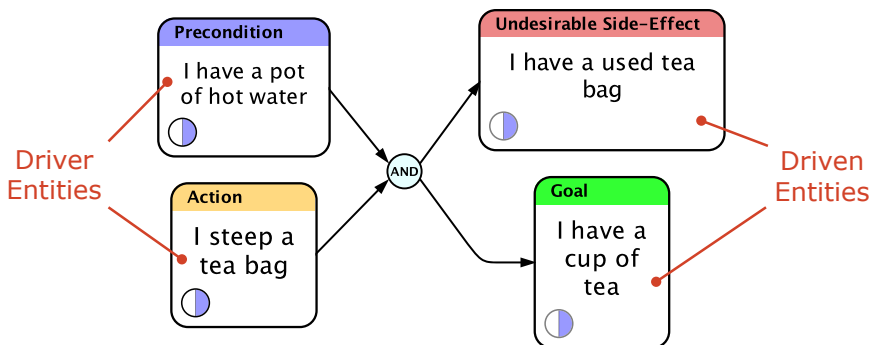 Precondition
I have a pot
of hot water
Driver
Entities
Action
I steep a
tea bag
AND
Undesirable Side-Effect
I have a used tea
bag
Goal
I have a
cup of
tea
Driven
Entities